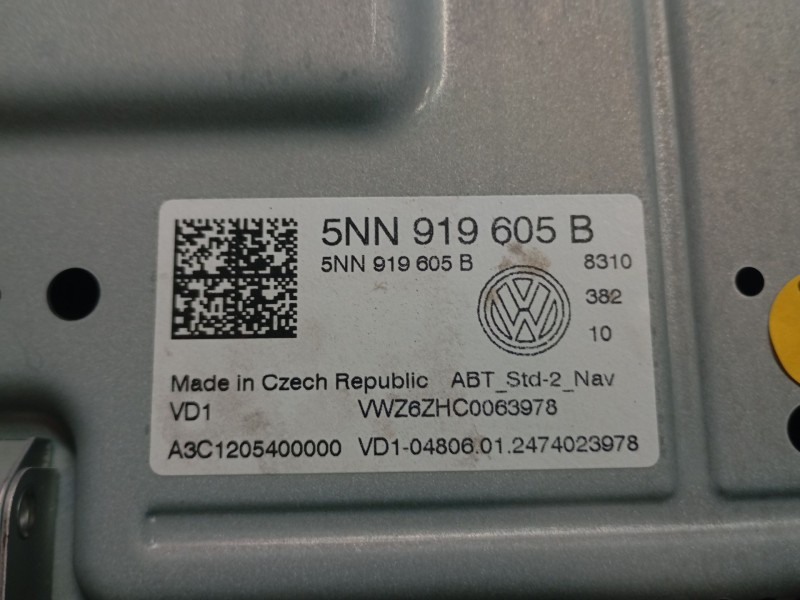 5NN 919 605 B
5NN 919 605 B 8310
382
10
Made in Czech Republic ABT_Std-2_Nav
VD1 VWZ6ZHC0063978
A3C1205400000 VD1-04806.01.2474023978